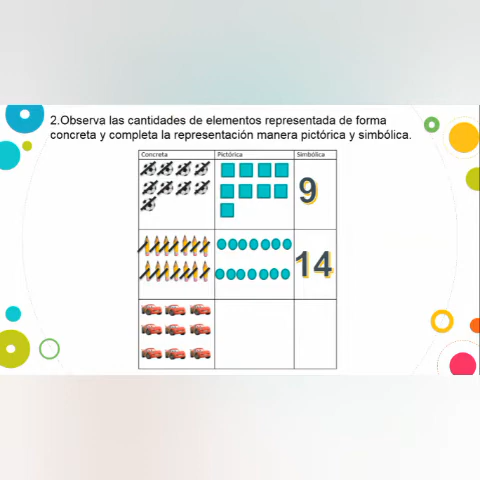 2.Observa las cantidades de elementos representada de forma
concreta y completa la representación manera pictórica y simbólica.
Concreta Pictórica Simbólica
9
14